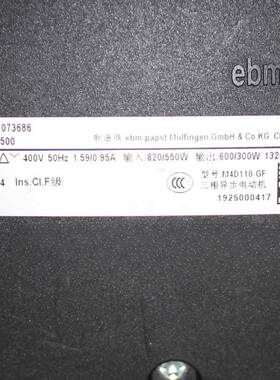 ebm
073686
500
制造商 ebm-papst Mulfingen GmbH & Co.KG
400V 50Hz 1.59/0.95A 输入:820/550W 输出:600/300W 132
4 Ins.Cl.F级
型号:M4D110-GF
三相异步电动机
1925000417